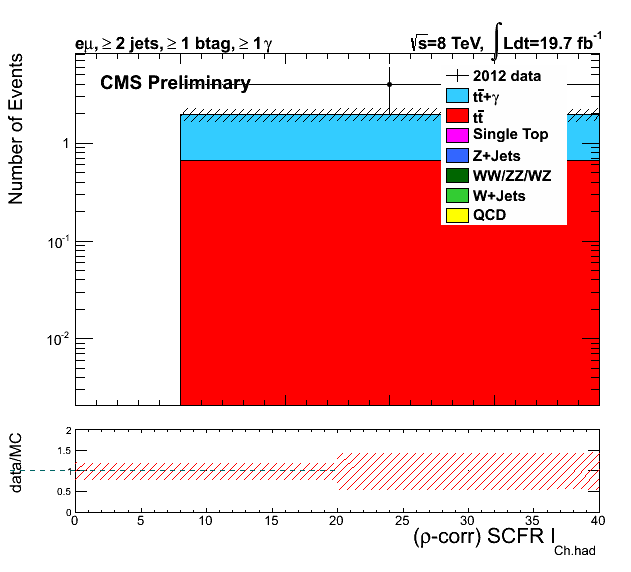 eμ, ≥ 2 jets, ≥ 1 btag, ≥ 1 γ
√s=8 TeV, ∫Ldt=19.7 fb⁻¹
CMS Preliminary
2012 data
tt̄+γ
tt̄
Single Top
Z+Jets
WW/ZZ/WZ
W+Jets
QCD
Number of Events
1
10⁻¹
10⁻²
data/MC
2
1.5
1
0.5
0
0 5 10 15 20 25 30 35 40
(ρ-corr) SCFR I_Ch.had